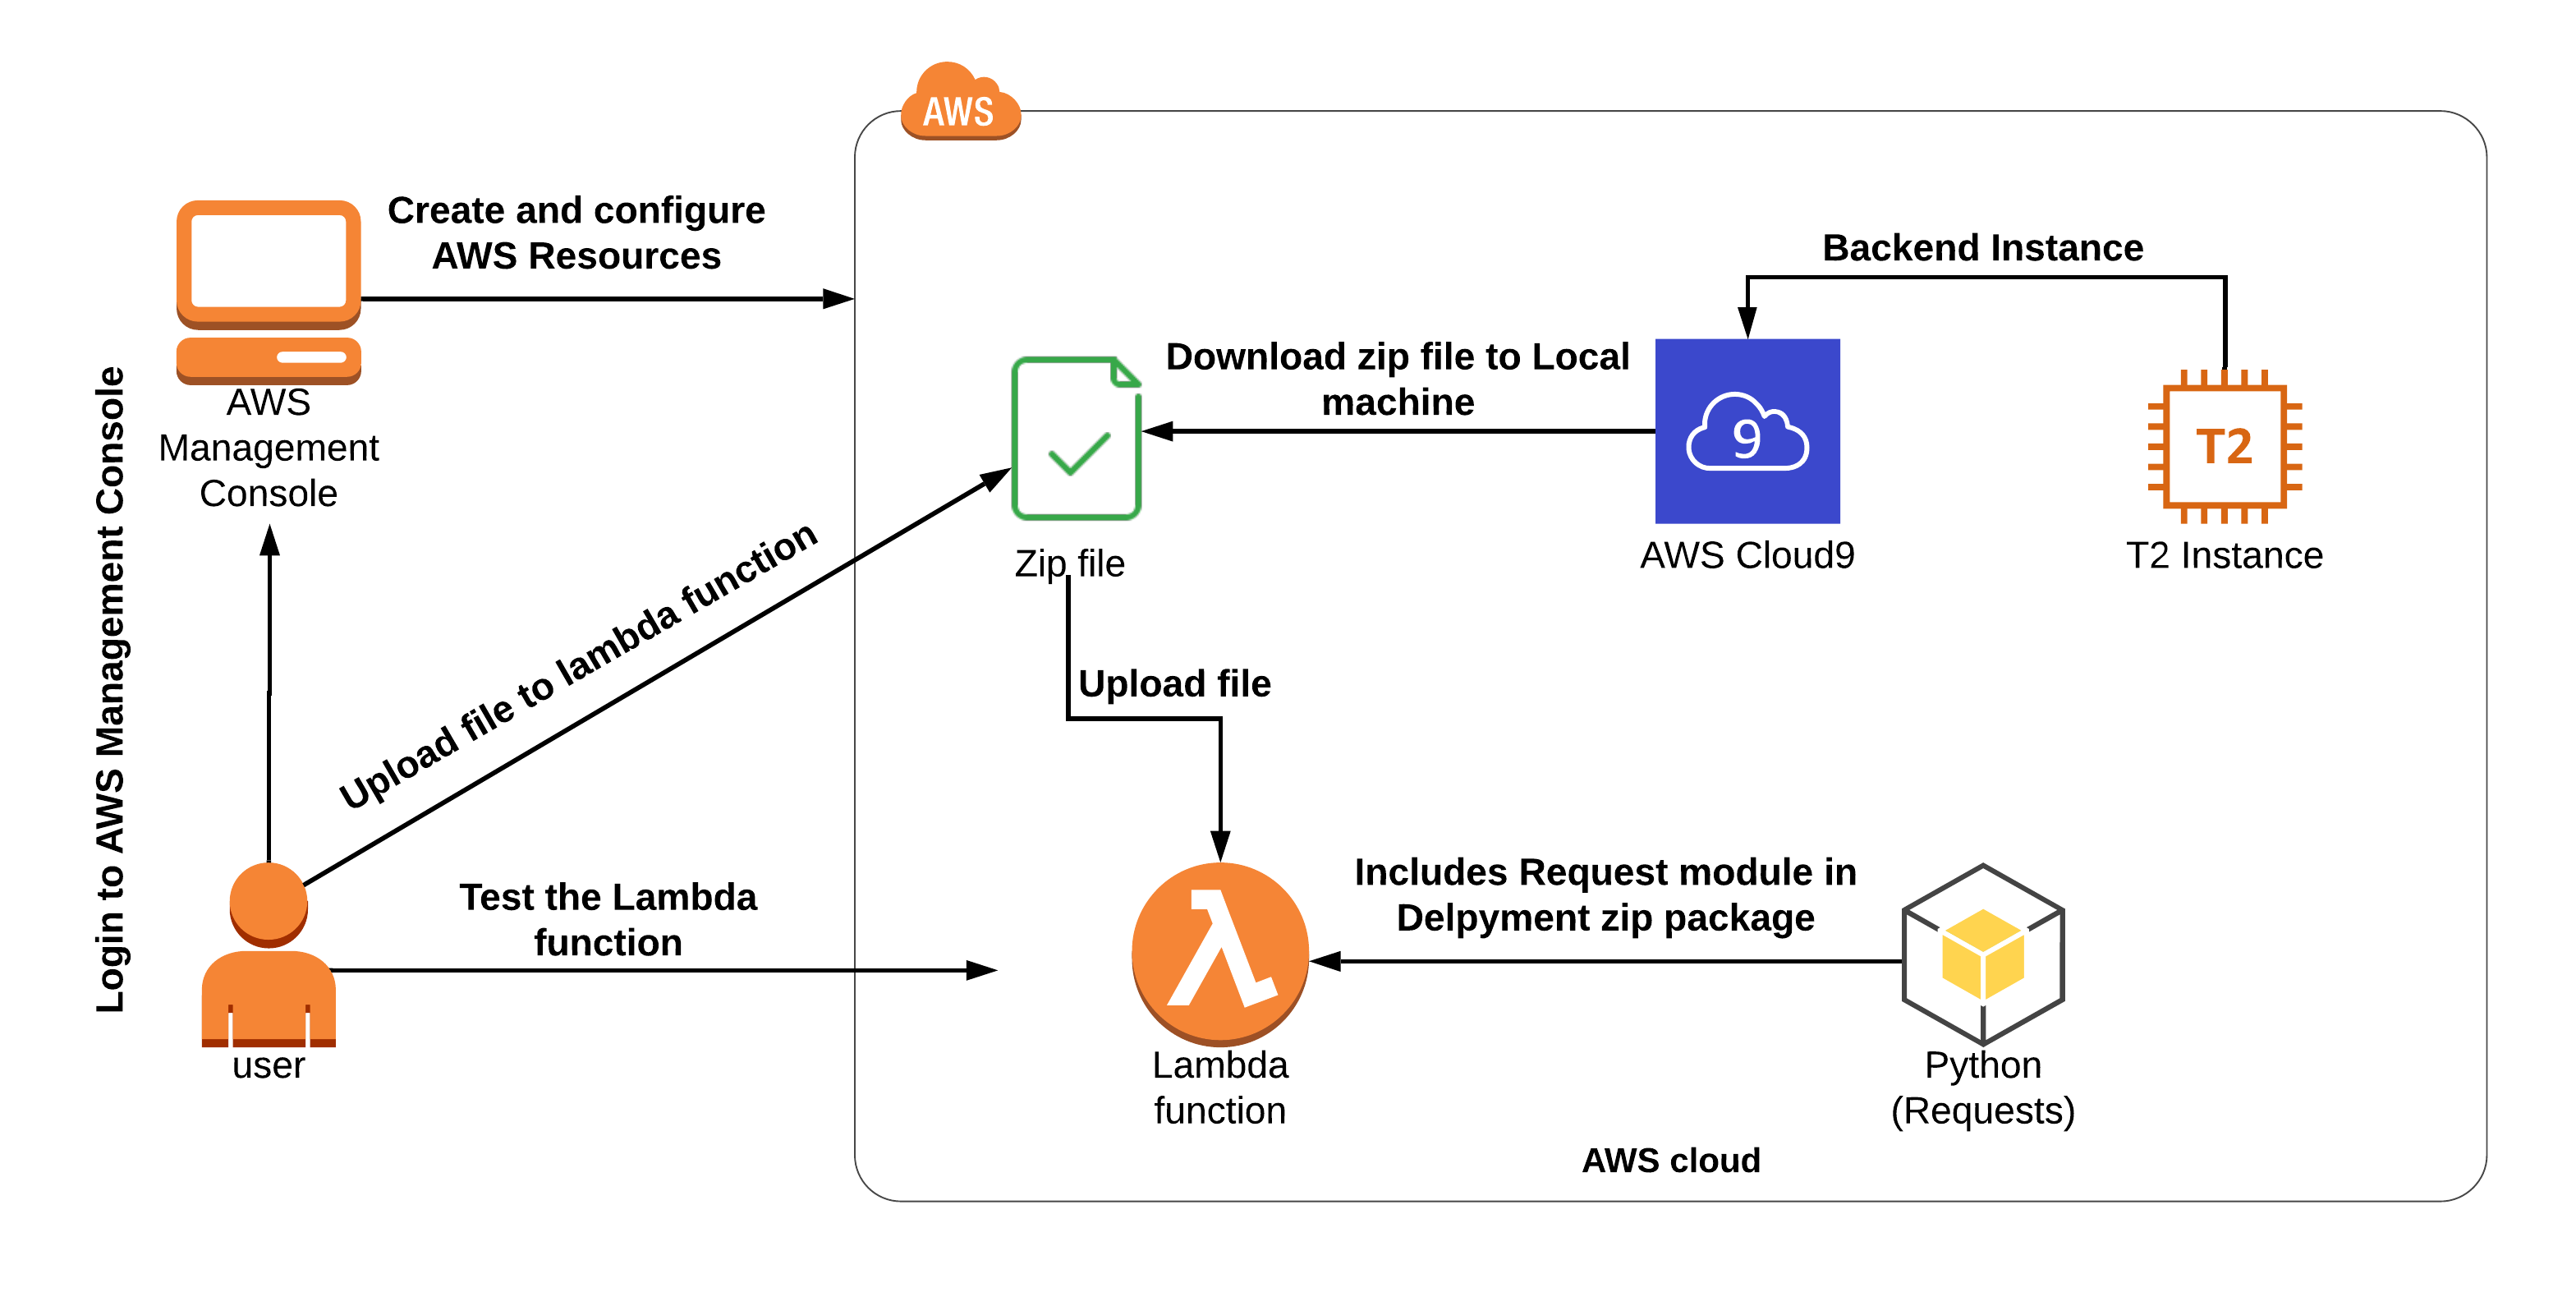 AWS
Create and configure
AWS Resources
Backend Instance
Download zip file to Local
machine
9
T2
AWS
Management
Console
Zip file
AWS Cloud9
T2 Instance
Login to AWS Management Console
Upload file to lambda function
Upload file
Test the Lambda
function
Includes Request module in
Delpyment zip package
user
Lambda
function
Python
(Requests)
AWS cloud